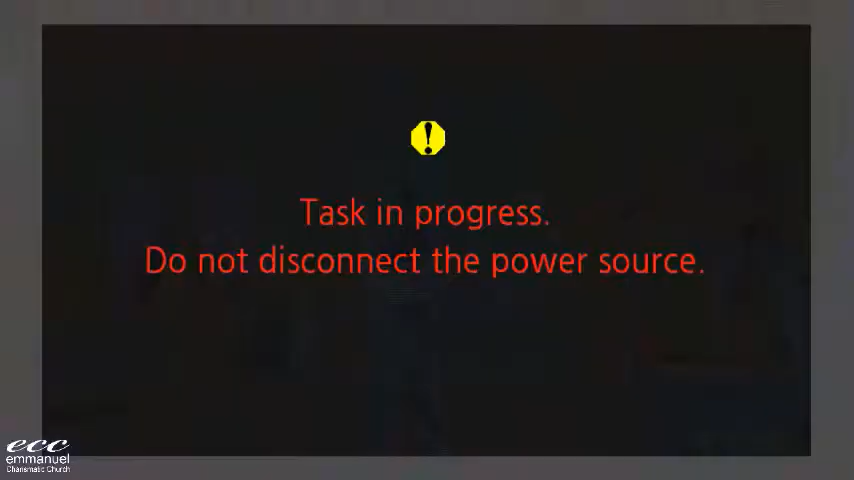 Task in progress.
Do not disconnect the power source.
ecc
emmanuel
Charismatic Church